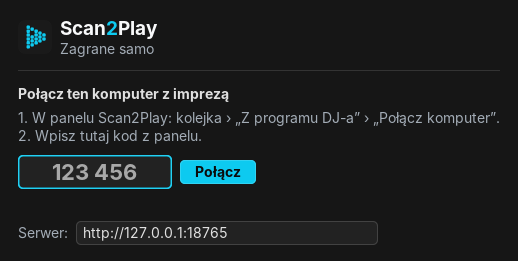 Scan2Play
Zagrane samo
Połącz ten komputer z imprezą
1. W panelu Scan2Play: kolejka › „Z programu DJ-a” › „Połącz komputer”.
2. Wpisz tutaj kod z panelu.
123 456
Połącz
Serwer: http://127.0.0.1:18765